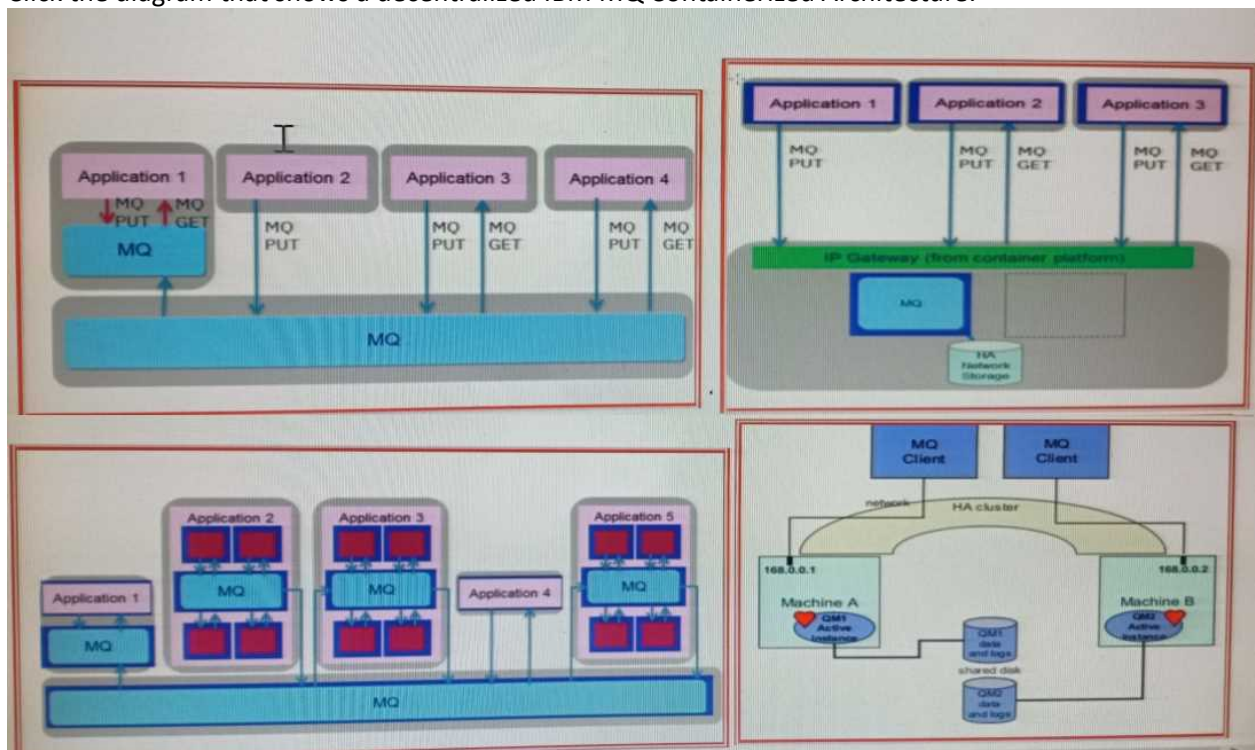 Click the diagram that shows a decentralized IBM MQ Containerized Architecture.
Application 1
Application 2
Application 3
Application 4
MQ
PUT
MQ
GET
MQ
PUT
MQ
PUT
MQ
GET
MQ
PUT
MQ
GET
MQ
MQ
Application 1
Application 2
Application 3
MQ
PUT
MQ
PUT
MQ
GET
MQ
PUT
MQ
GET
IP Gateway (from container platform)
MQ
HA
Network
Storage
Application 2
Application 3
Application 5
Application 1
MQ
MQ
Application 4
MQ
MQ
MQ
MQ
Client
MQ
Client
network
HA cluster
168.0.0.1
168.0.0.2
Machine A
Machine B
QM1
Active
Instance
QM2
Active
Instance
QM1
data
and logs
shared disk
QM2
data
and logs